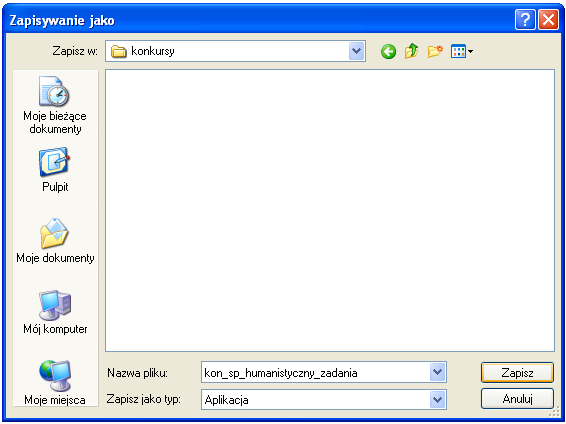 Zapisywanie jako
Zapisz w:
konkursy
Moje bieżące
dokumenty
Pulpit
Moje dokumenty
Mój komputer
Moje miejsca
Nazwa pliku:
kon_sp_humanistyczny_zadania
Zapisz
Zapisz jako typ:
Aplikacja
Anuluj